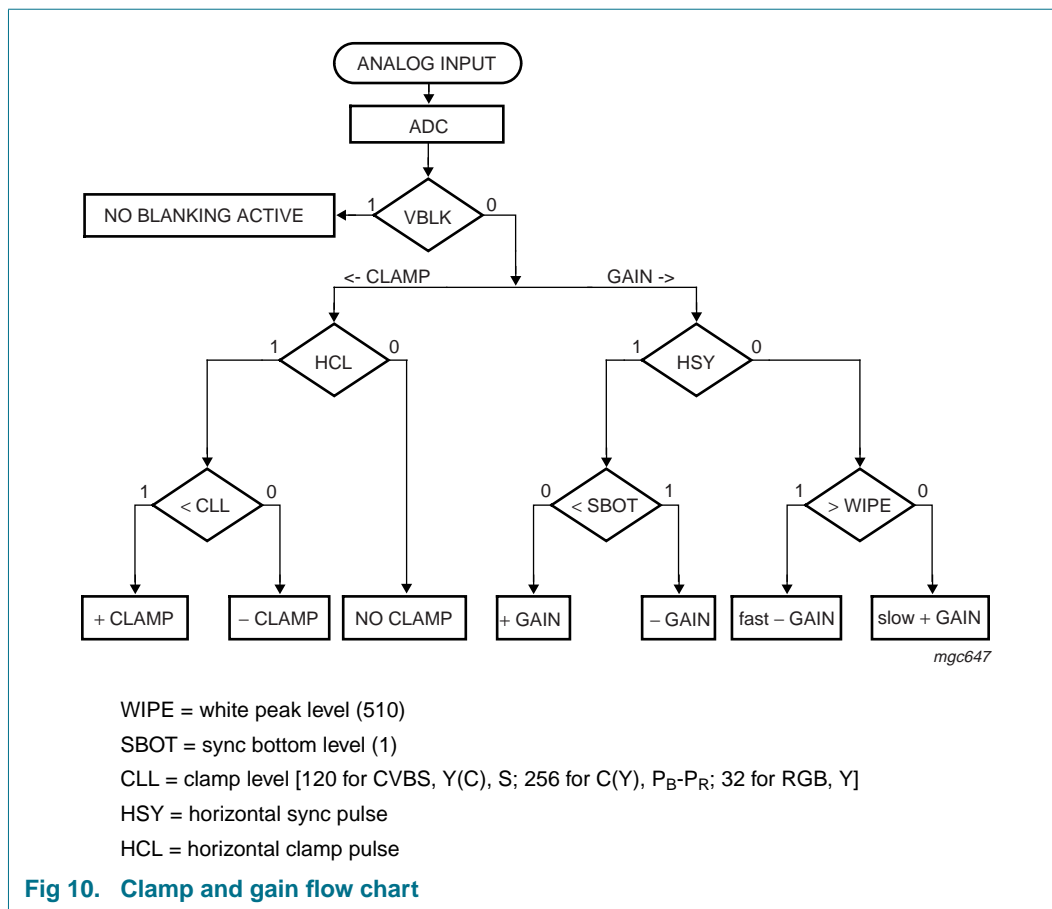 ANALOG INPUT
ADC
1 VBLK 0
NO BLANKING ACTIVE
<- CLAMP GAIN ->
1 HCL 0 1 HSY 0
1 < CLL 0 0 < SBOT 1 1 > WIPE 0
+ CLAMP − CLAMP NO CLAMP + GAIN − GAIN fast − GAIN slow + GAIN
mgc647
WIPE = white peak level (510)
SBOT = sync bottom level (1)
CLL = clamp level [120 for CVBS, Y(C), S; 256 for C(Y), PB-PR; 32 for RGB, Y]
HSY = horizontal sync pulse
HCL = horizontal clamp pulse
Fig 10. Clamp and gain flow chart